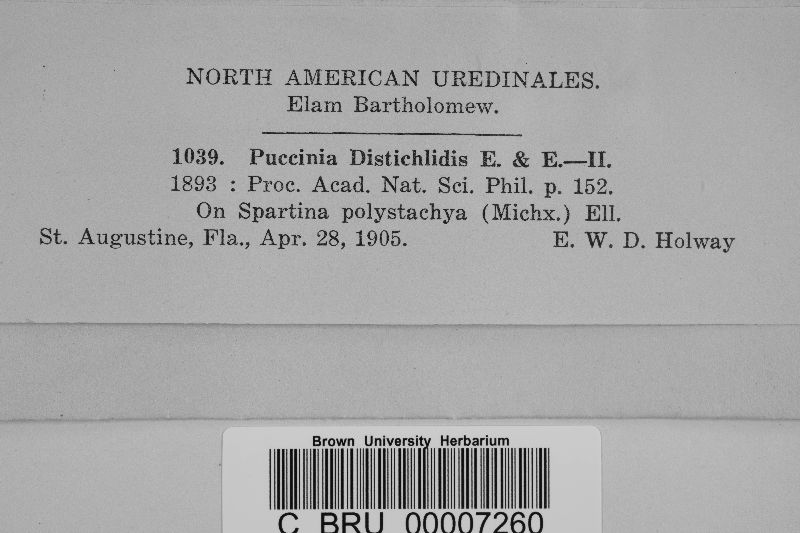 NORTH AMERICAN UREDINALES.
Elam Bartholomew.
1039. Puccinia Distichlidis E. & E.—II.
1893 : Proc. Acad. Nat. Sci. Phil. p. 152.
On Spartina polystachya (Michx.) Ell.
St. Augustine, Fla., Apr. 28, 1905. E. W. D. Holway
Brown University Herbarium
C BRU 00007260